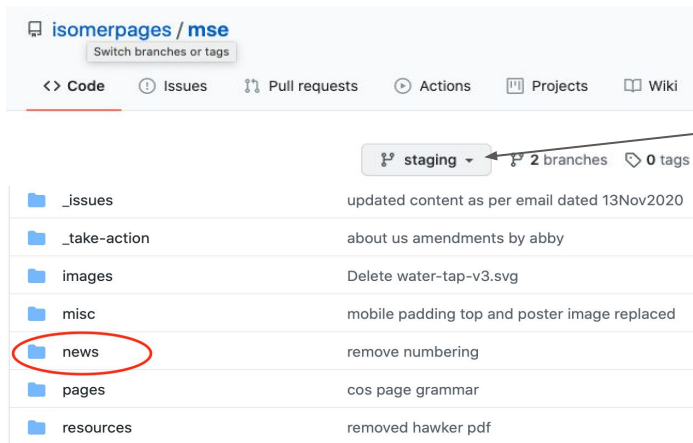 isomerpages / mse
Switch branches or tags
Code Issues Pull requests Actions Projects Wiki
staging 2 branches 0 tags
_issues updated content as per email dated 13Nov2020
_take-action about us amendments by abby
images Delete water-tap-v3.svg
misc mobile padding top and poster image replaced
news remove numbering
pages cos page grammar
resources removed hawker pdf